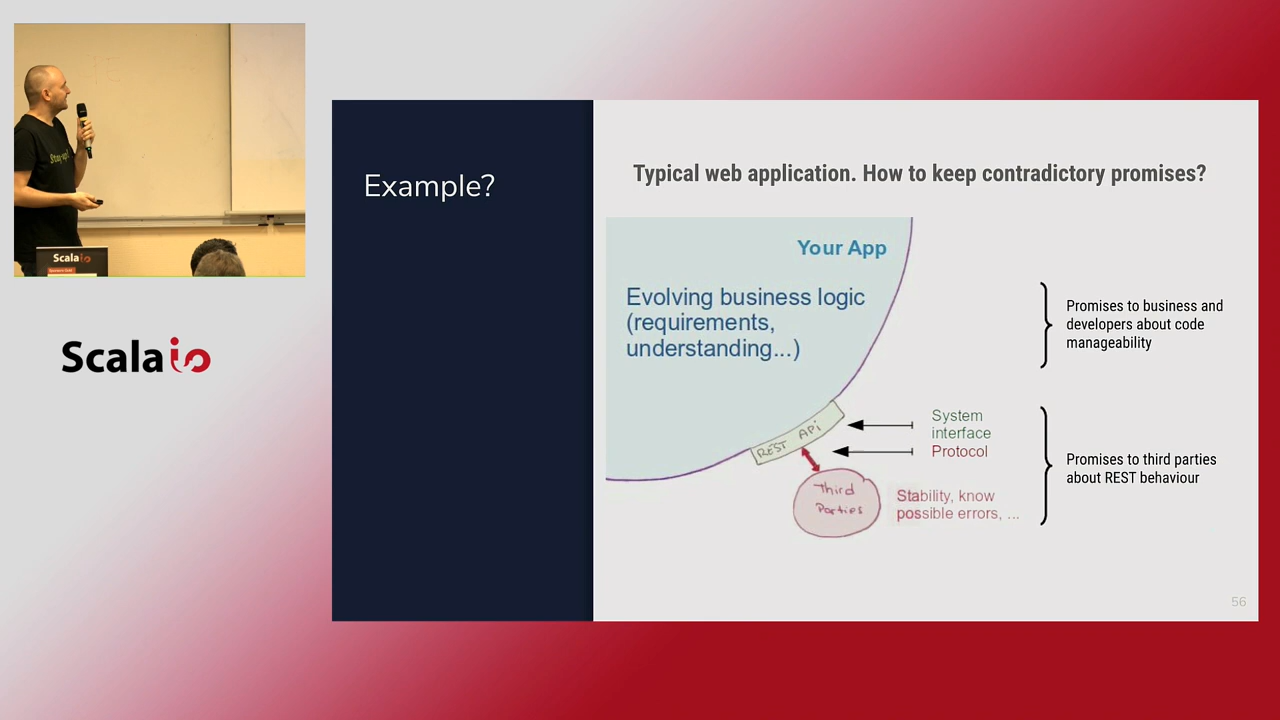 Stay
Scala
Scalaio
Example?
Typical web application. How to keep contradictory promises?
Your App
Evolving business logic
(requirements,
understanding...)
Promises to business and
developers about code
manageability
REST API
System
interface
Protocol
Third
Parties
Stability, know
possible errors, ...
Promises to third parties
about REST behaviour
56